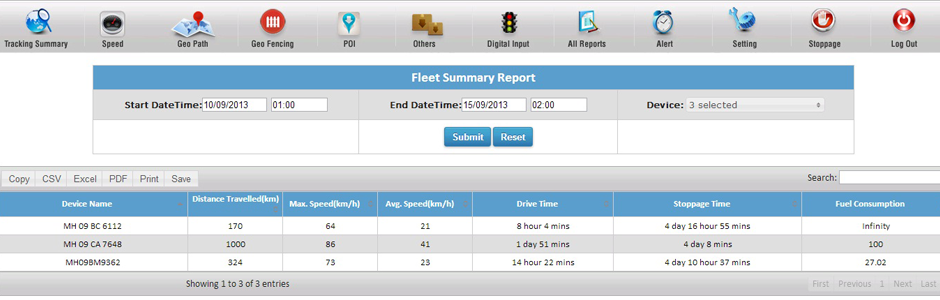 Tracking Summary Speed Geo Path Geo Fencing POI Others Digital Input All Reports Alert Setting Stoppage Log Out
Fleet Summary Report
Start DateTime: 10/09/2013 01:00 End DateTime: 15/09/2013 02:00 Device: 3 selected
Submit Reset
Copy CSV Excel PDF Print Save Search:
Device Name Distance Travelled(km) Max. Speed(km/h) Avg. Speed(km/h) Drive Time Stoppage Time Fuel Consumption
MH 09 BC 6112 170 64 21 8 hour 4 mins 4 day 16 hour 55 mins Infinity
MH 09 CA 7648 1000 86 41 1 day 51 mins 4 day 8 mins 100
MH09BM9362 324 73 23 14 hour 22 mins 4 day 10 hour 37 mins 27.02
Showing 1 to 3 of 3 entries First Previous 1 Next Last